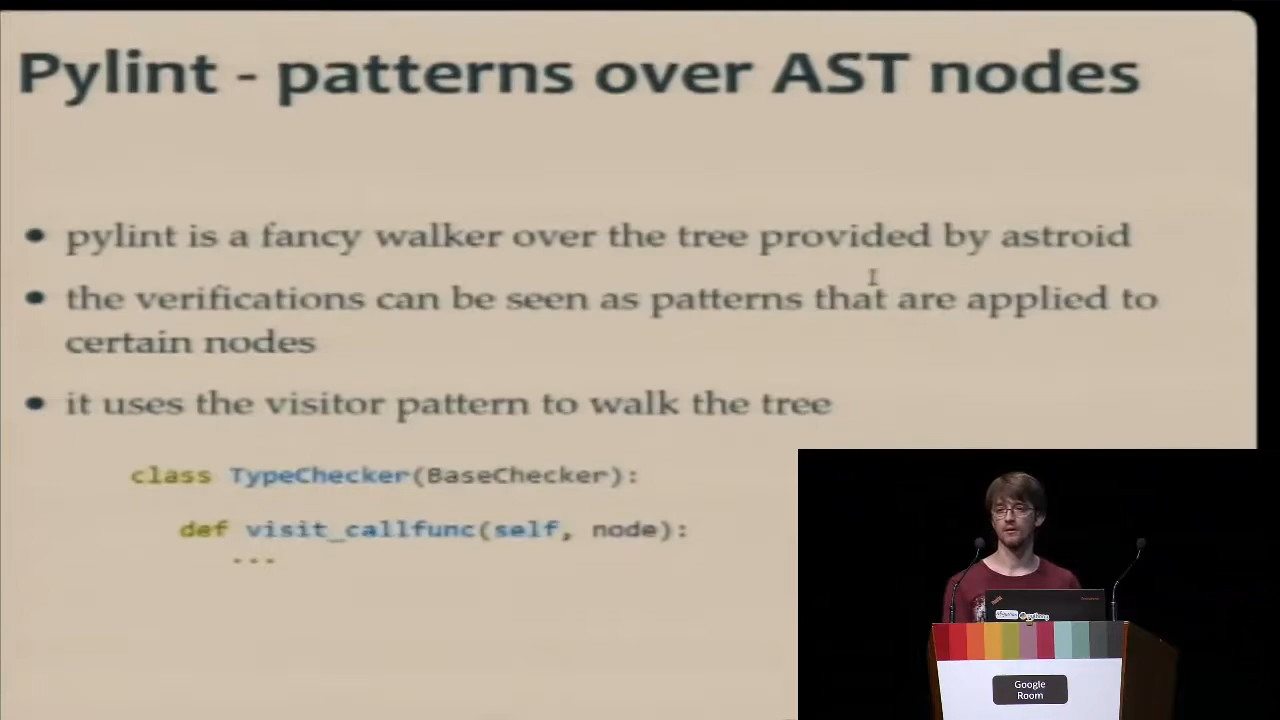 Pylint - patterns over AST nodes
• pylint is a fancy walker over the tree provided by astroid
• the verifications can be seen as patterns that are applied to
certain nodes
• it uses the visitor pattern to walk the tree
class TypeChecker(BaseChecker):
def visit_callfunc(self, node):
...
Google
Room